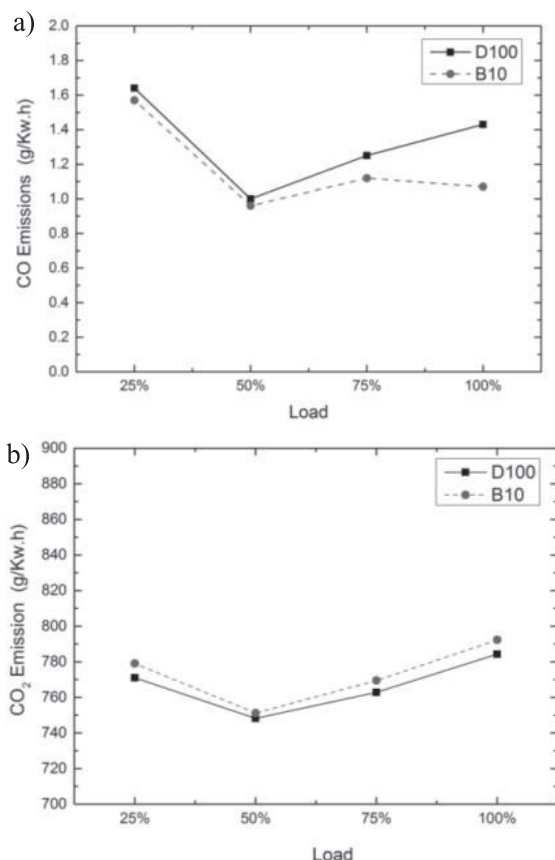 a)
2.0
1.8
1.6
1.4
1.2
1.0
0.8
0.6
0.4
0.2
0.0
CO Emissions (g/Kw.h)
D100
B10
25% 50% 75% 100%
Load
b)
900
880
860
840
820
800
780
760
740
720
700
CO₂ Emission (g/Kw.h)
D100
B10
25% 50% 75% 100%
Load